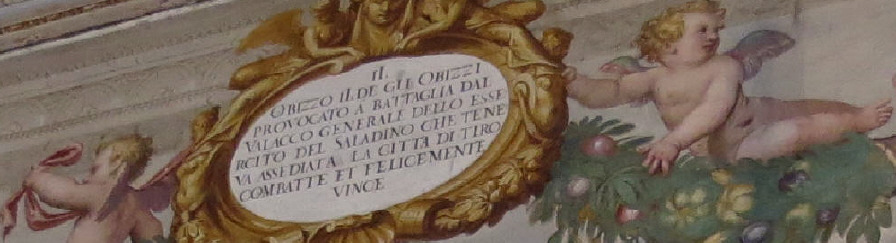 II.
OBIZZO II. DE GLI OBIZZI
PROVOCATO A BATTAGLIA DAL
VALACCO GENERALE DELLO ESSE
RCITO DEL SALADINO CHE TENE
VA ASSEDIATA LA CITTA DI TIRO
COMBATTE ET FELICEMENTE
VINCE